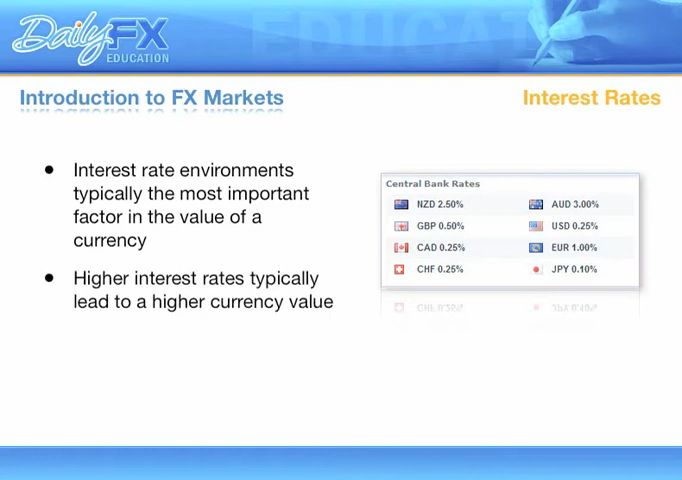 DailyFX
EDUCATION
EDUCAT
Introduction to FX Markets
Interest Rates
• Interest rate environments
typically the most important
factor in the value of a
currency
• Higher interest rates typically
lead to a higher currency value
Central Bank Rates
NZD 2.50%
AUD 3.00%
GBP 0.50%
USD 0.25%
CAD 0.25%
EUR 1.00%
CHF 0.25%
JPY 0.10%